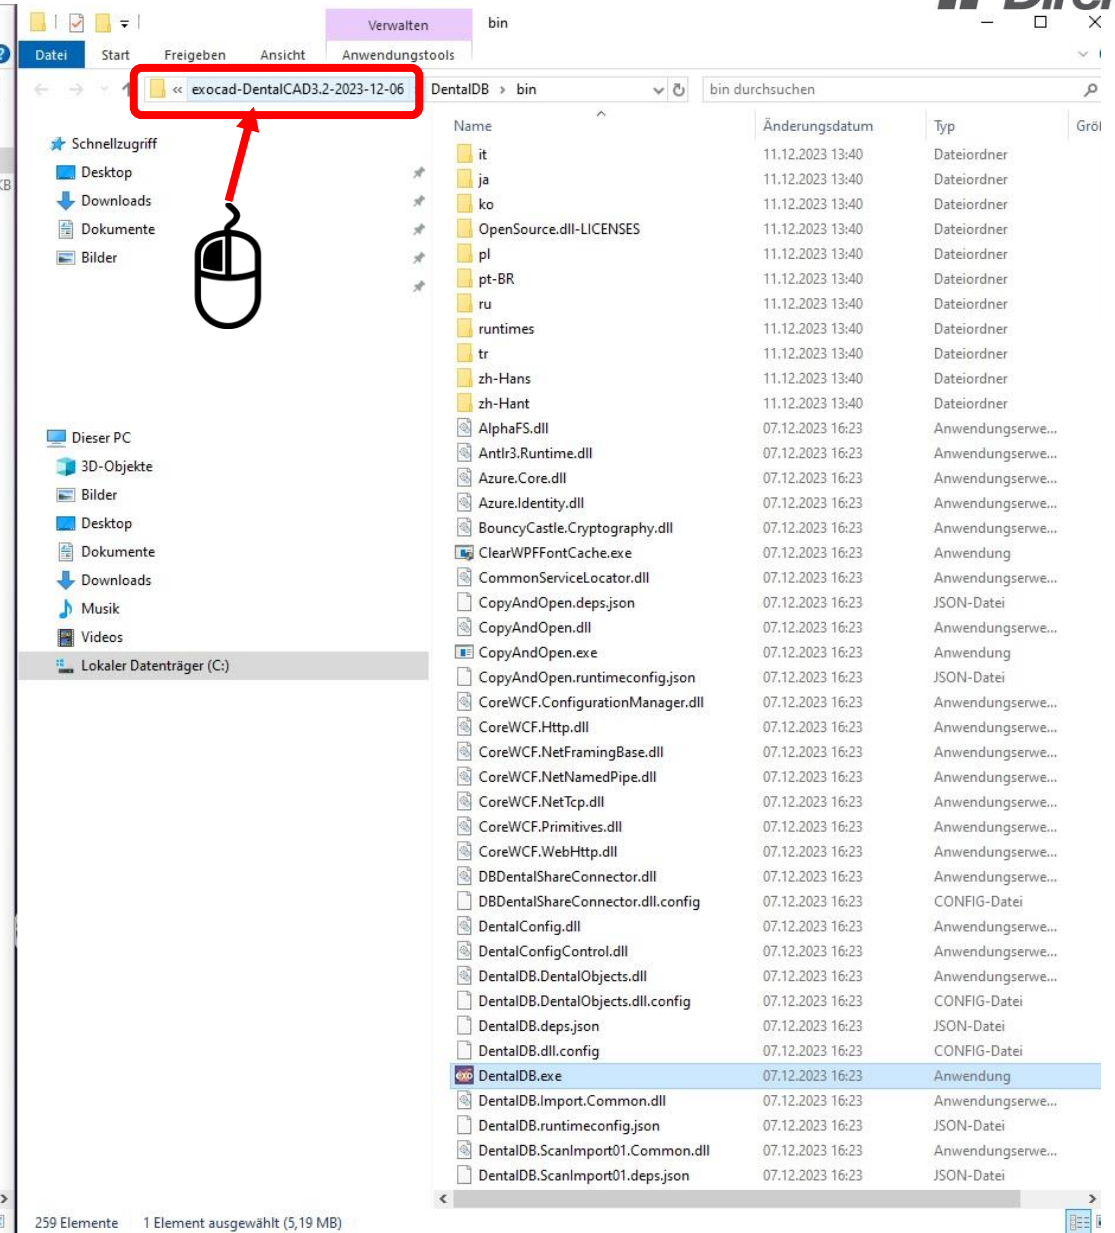 Verwalten
bin
Datei
Start
Freigeben
Ansicht
Anwendungstools
« exocad-DentalCAD3.2-2023-12-06
DentalDB › bin
bin durchsuchen
Schnellzugriff
Desktop
Downloads
Dokumente
Bilder
Dieser PC
3D-Objekte
Bilder
Desktop
Dokumente
Downloads
Musik
Videos
Lokaler Datenträger (C:)
Name Änderungsdatum Typ
it 11.12.2023 13:40 Dateiordner
ja 11.12.2023 13:40 Dateiordner
ko 11.12.2023 13:40 Dateiordner
OpenSource.dll-LICENSES 11.12.2023 13:40 Dateiordner
pl 11.12.2023 13:40 Dateiordner
pt-BR 11.12.2023 13:40 Dateiordner
ru 11.12.2023 13:40 Dateiordner
runtimes 11.12.2023 13:40 Dateiordner
tr 11.12.2023 13:40 Dateiordner
zh-Hans 11.12.2023 13:40 Dateiordner
zh-Hant 11.12.2023 13:40 Dateiordner
AlphaFS.dll 07.12.2023 16:23 Anwendungserwe...
Antlr3.Runtime.dll 07.12.2023 16:23 Anwendungserwe...
Azure.Core.dll 07.12.2023 16:23 Anwendungserwe...
Azure.Identity.dll 07.12.2023 16:23 Anwendungserwe...
BouncyCastle.Cryptography.dll 07.12.2023 16:23 Anwendungserwe...
ClearWPFFontCache.exe 07.12.2023 16:23 Anwendung
CommonServiceLocator.dll 07.12.2023 16:23 Anwendungserwe...
CopyAndOpen.deps.json 07.12.2023 16:23 JSON-Datei
CopyAndOpen.dll 07.12.2023 16:23 Anwendungserwe...
CopyAndOpen.exe 07.12.2023 16:23 Anwendung
CopyAndOpen.runtimeconfig.json 07.12.2023 16:23 JSON-Datei
CoreWCF.ConfigurationManager.dll 07.12.2023 16:23 Anwendungserwe...
CoreWCF.Http.dll 07.12.2023 16:23 Anwendungserwe...
CoreWCF.NetFramingBase.dll 07.12.2023 16:23 Anwendungserwe...
CoreWCF.NetNamedPipe.dll 07.12.2023 16:23 Anwendungserwe...
CoreWCF.NetTcp.dll 07.12.2023 16:23 Anwendungserwe...
CoreWCF.Primitives.dll 07.12.2023 16:23 Anwendungserwe...
CoreWCF.WebHttp.dll 07.12.2023 16:23 Anwendungserwe...
DBDentalShareConnector.dll 07.12.2023 16:23 Anwendungserwe...
DBDentalShareConnector.dll.config 07.12.2023 16:23 CONFIG-Datei
DentalConfig.dll 07.12.2023 16:23 Anwendungserwe...
DentalConfigControl.dll 07.12.2023 16:23 Anwendungserwe...
DentalDB.DentalObjects.dll 07.12.2023 16:23 Anwendungserwe...
DentalDB.DentalObjects.dll.config 07.12.2023 16:23 CONFIG-Datei
DentalDB.deps.json 07.12.2023 16:23 JSON-Datei
DentalDB.dll.config 07.12.2023 16:23 CONFIG-Datei
exo DentalDB.exe 07.12.2023 16:23 Anwendung
DentalDB.Import.Common.dll 07.12.2023 16:23 Anwendungserwe...
DentalDB.runtimeconfig.json 07.12.2023 16:23 JSON-Datei
DentalDB.ScanImport01.Common.dll 07.12.2023 16:23 Anwendungserwe...
DentalDB.ScanImport01.deps.json 07.12.2023 16:23 JSON-Datei
259 Elemente
1 Element ausgewählt (5,19 MB)